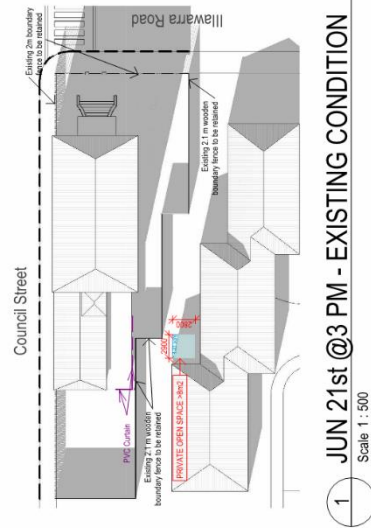 Council Street
Illawarra Road
Existing 2m boundary
fence to be retained
Existing 2.1 m wooden
boundary fence to be retained
PVC Curtain
Existing 2.1 m wooden
boundary fence to be retained
2900
PRIVATE OPEN SPACE >8m2
1
JUN 21st @3 PM - EXISTING CONDITION
Scale 1 : 500